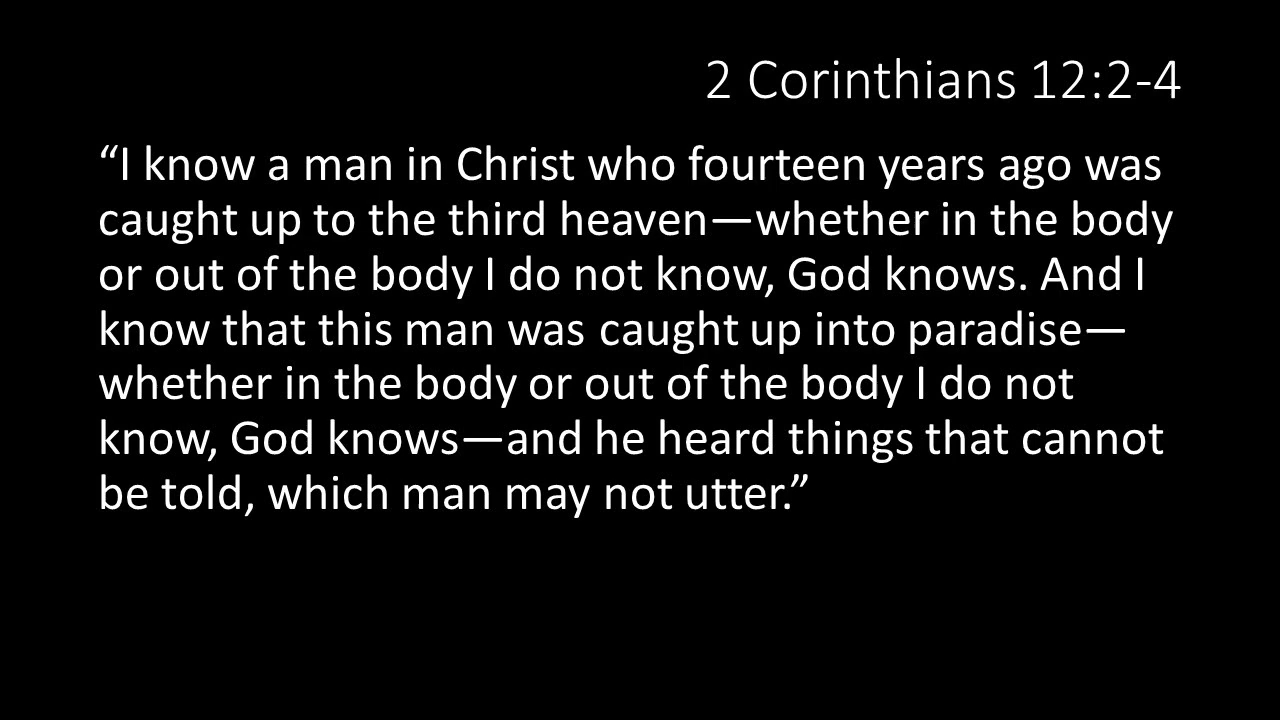 2 Corinthians 12:2-4
“I know a man in Christ who fourteen years ago was
caught up to the third heaven—whether in the body
or out of the body I do not know, God knows. And I
know that this man was caught up into paradise—
whether in the body or out of the body I do not
know, God knows—and he heard things that cannot
be told, which man may not utter.”